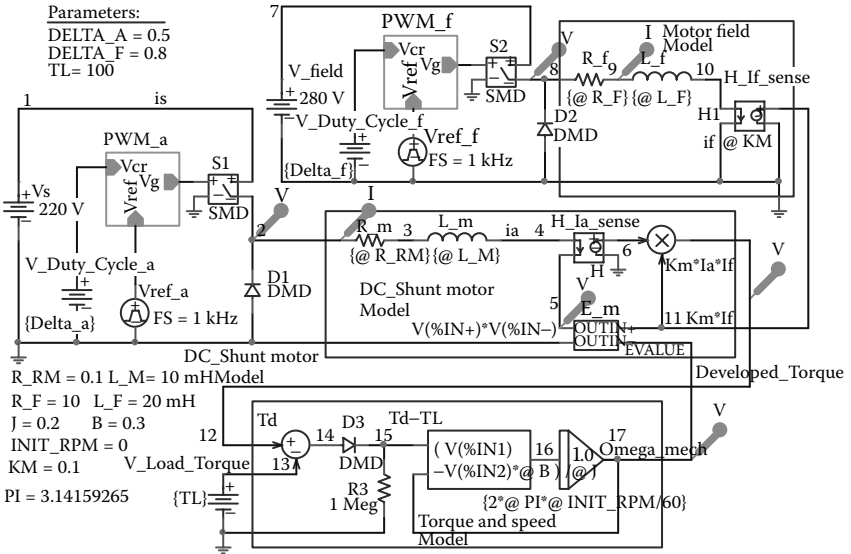 Parameters:
DELTA_A = 0.5
DELTA_F = 0.8
TL= 100
7
PWM_f
Vcr
Vg
Vref
S2
SMD
V
8
I
Motor field
Model
R_f
9
L_f
10
{@ R_F}
{@ L_F}
H_If_sense
H1
if
@ KM
D2
DMD
V_field
280 V
V_Duty_Cycle_f
{Delta_f}
Vref_f
FS = 1 kHz
1
is
PWM_a
Vcr
Vg
Vref
S1
SMD
Vs
220 V
V
2
V_Duty_Cycle_a
{Delta_a}
Vref_a
FS = 1 kHz
D1
DMD
I
R_m
3
L_m
ia
4
H_Ia_sense
{@ R_RM}
{@ L_M}
H
6
Km*Ia*If
V
DC_Shunt motor
Model
5
V
E_m
V(%IN+)*V(%IN−)
OUTIN+
OUTIN−
EVALUE
11 Km*If
DC_Shunt motor
Model
R_RM = 0.1 L_M= 10 mH
R_F = 10 L_F = 20 mH
J = 0.2 B = 0.3
INIT_RPM = 0
KM = 0.1
PI = 3.14159265
Developed_Torque
12
Td
14
D3
DMD
Td−TL
15
13
V_Load_Torque
{TL}
R3
1 Meg
( V(%IN1)
−V(%IN2)*@ B ) /@ J
16
1.0
17
Omega_mech
V
{2*@ PI*@ INIT_RPM/60}
Torque and speed
Model